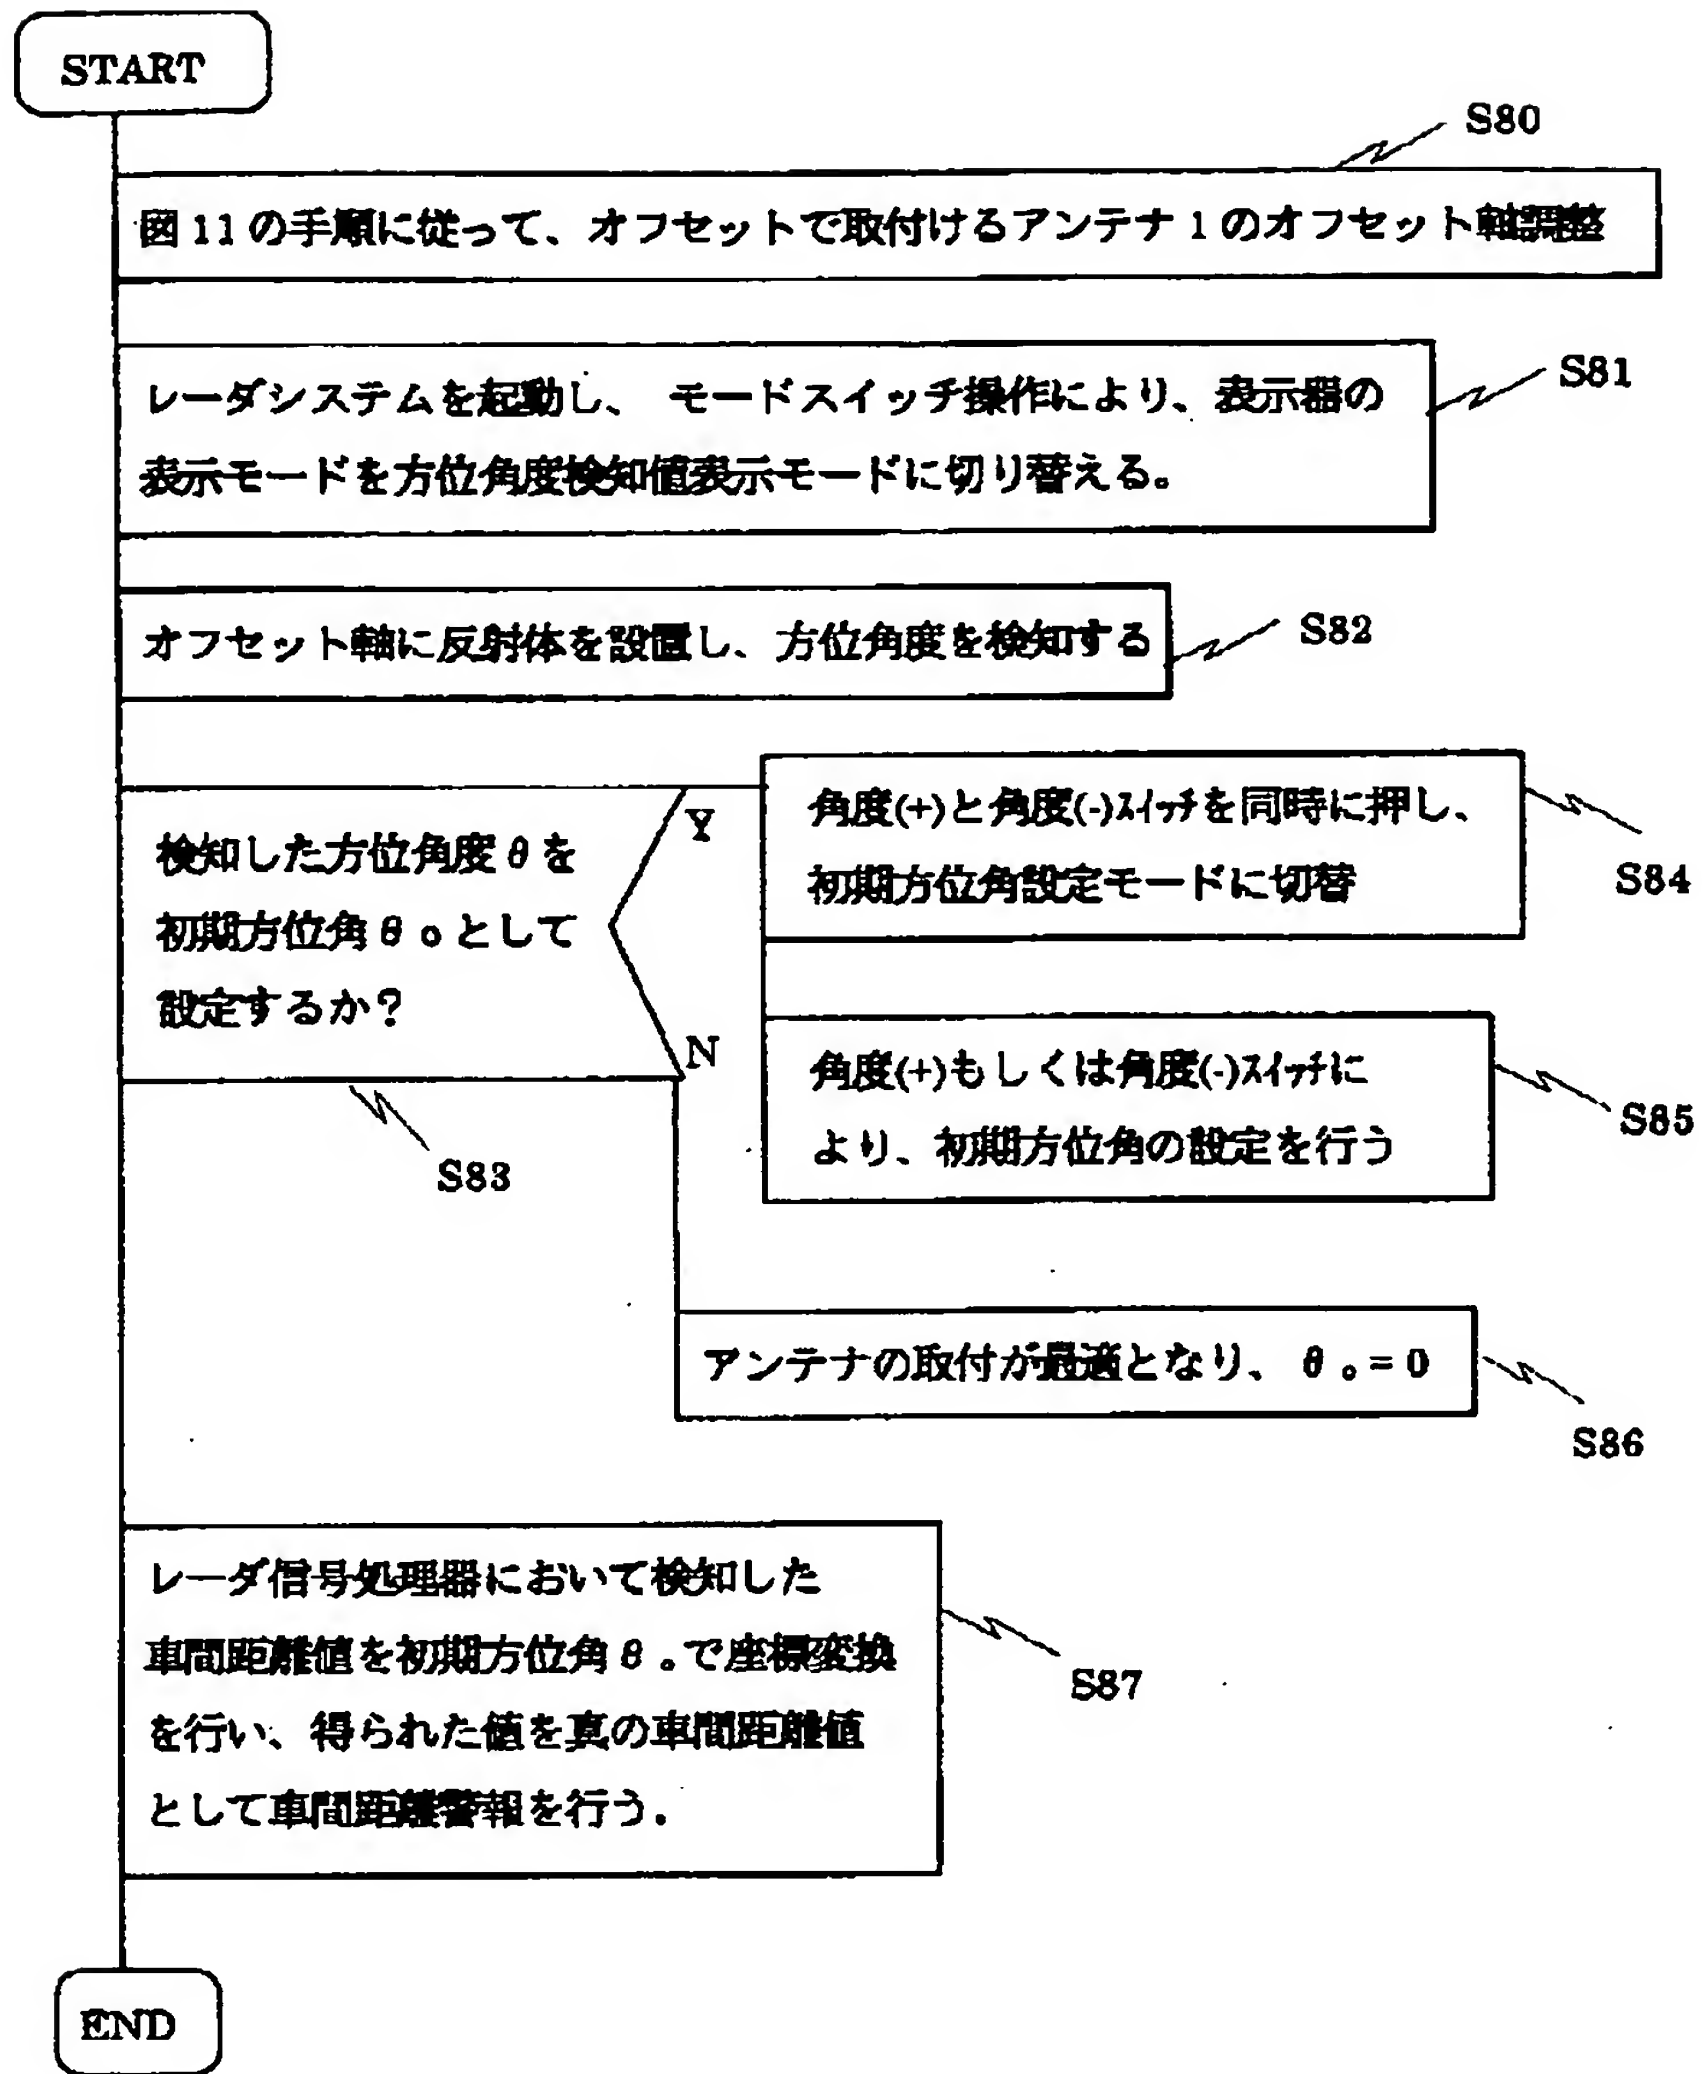 START
S80
図11の手順に従って、オフセットで取付けるアンテナ1のオフセット軸調整
S81
レーダシステムを起動し、 モードスイッチ操作により、表示器の
表示モードを方位角度検知値表示モードに切り替える。
S82
オフセット軸に反射体を設置し、方位角度を検知する
検知した方位角度θを
初期方位角θoとして
設定するか?
Y
N
S83
角度(+)と角度(-)ｽｲｯﾁを同時に押し、
初期方位角設定モードに切替
S84
角度(+)もしくは角度(-)ｽｲｯﾁに
より、初期方位角の設定を行う
S85
アンテナの取付が最適となり、 θo=0
S86
レーダ信号処理器において検知した
車間距離値を初期方位角θoで座標変換
を行い、得られた値を真の車間距離値
として車間距離警報を行う.
S87
END